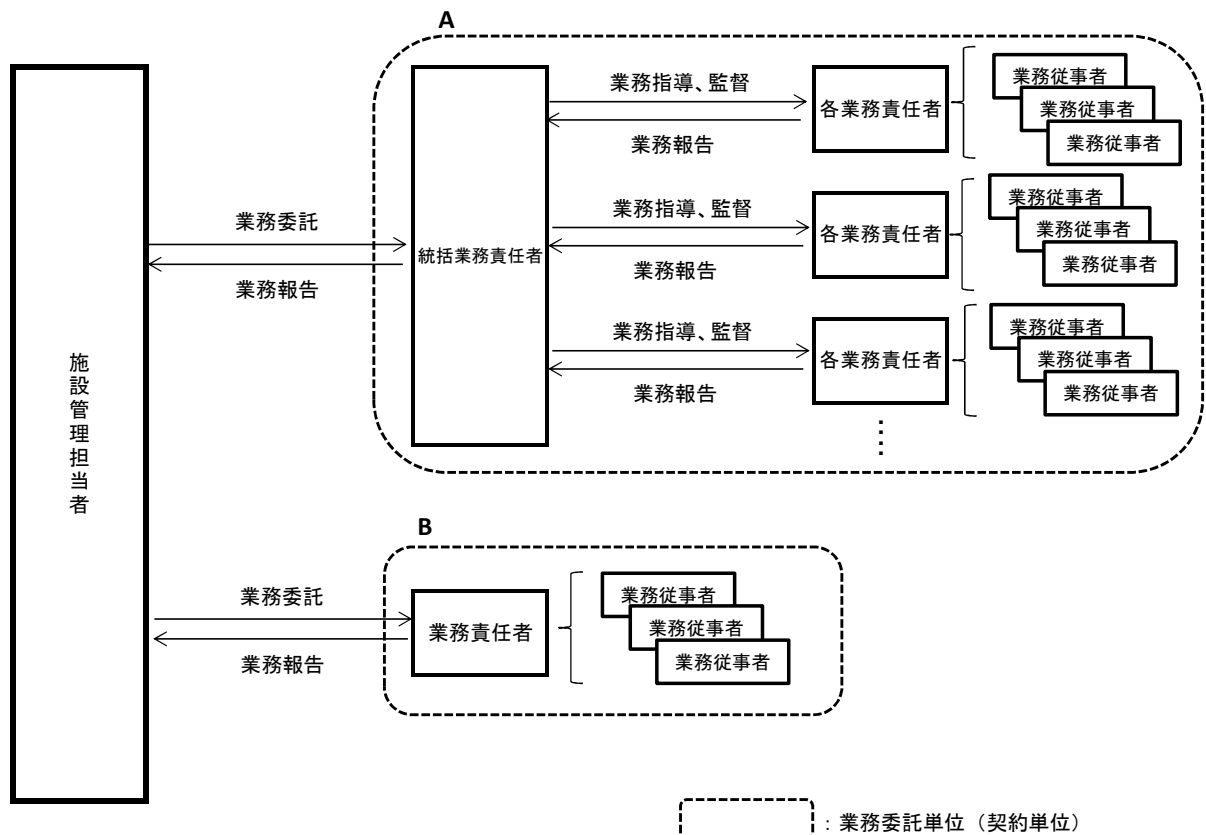 A
施設管理担当者
業務委託
業務報告
統括業務責任者
業務指導、監督
業務報告
各業務責任者
業務従事者
業務従事者
業務従事者
業務指導、監督
業務報告
各業務責任者
業務従事者
業務従事者
業務従事者
業務指導、監督
業務報告
各業務責任者
業務従事者
業務従事者
業務従事者
B
業務委託
業務報告
業務責任者
業務従事者
業務従事者
業務従事者
：業務委託単位（契約単位）